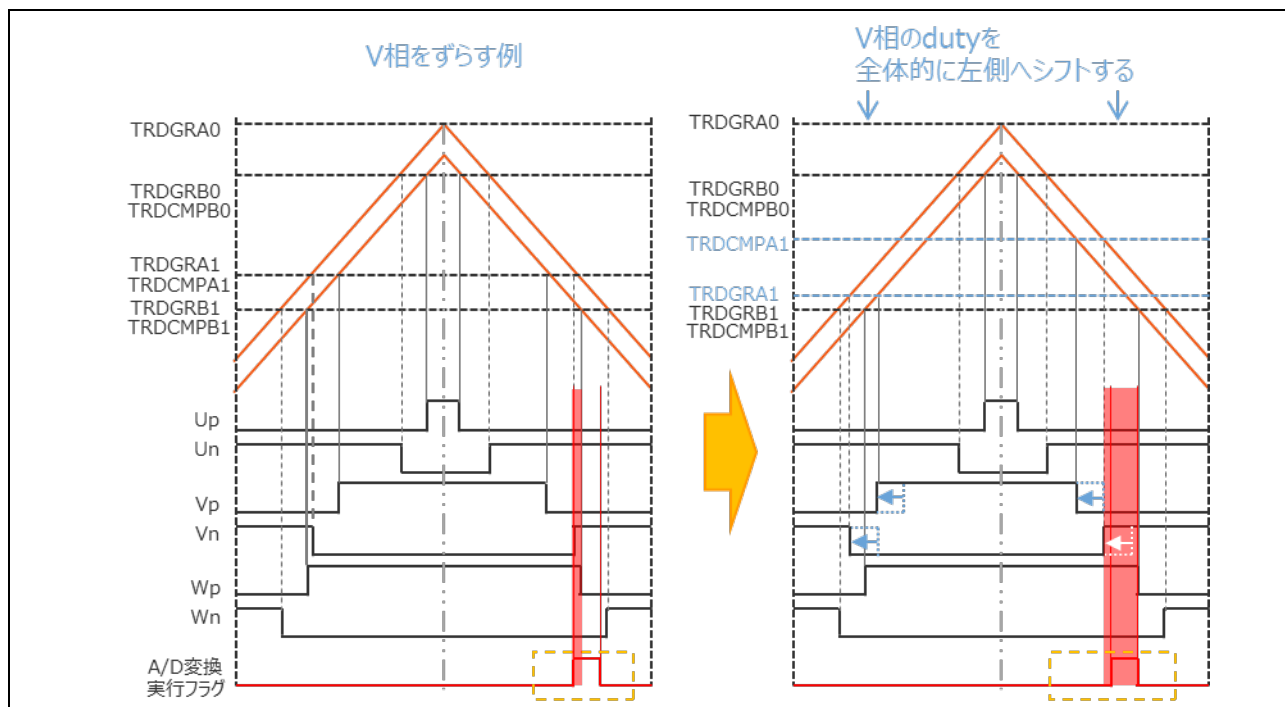 V相をずらす例
TRDGRA0
TRDGRB0
TRDCMPB0
TRDGRA1
TRDCMPA1
TRDGRB1
TRDCMPB1
Up
Un
Vp
Vn
Wp
Wn
A/D変換
実行フラグ
V相のdutyを
全体的に左側へシフトする
TRDGRA0
TRDGRB0
TRDCMPB0
TRDCMPA1
TRDGRA1
TRDGRB1
TRDCMPB1